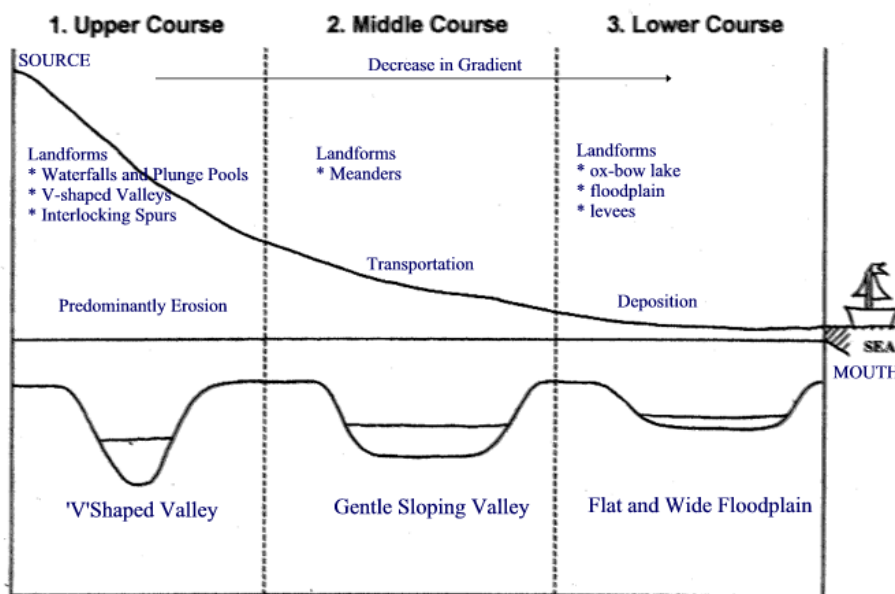 1. Upper Course
2. Middle Course
3. Lower Course
SOURCE
Decrease in Gradient
Landforms
* Waterfalls and Plunge Pools
* V-shaped Valleys
* Interlocking Spurs
Landforms
* Meanders
Landforms
* ox-bow lake
* floodplain
* levees
Predominantly Erosion
Transportation
Deposition
SEA
MOUTH
'V'Shaped Valley
Gentle Sloping Valley
Flat and Wide Floodplain